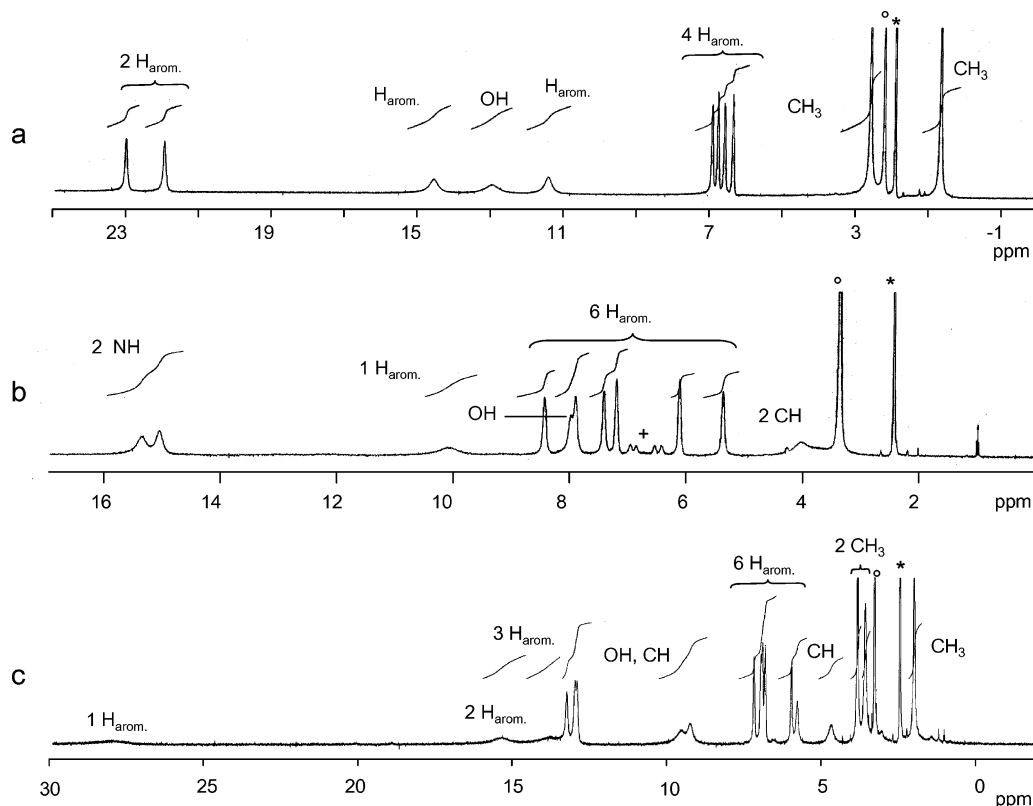 a
2 Harom.
Harom.
OH
Harom.
4 Harom.
CH3
° *
CH3
23 19 15 11 7 3 -1
ppm
b
2 NH
1 Harom.
6 Harom.
OH
+
2 CH
° *
16 14 12 10 8 6 4 2 ppm
c
1 Harom.
3 Harom.
2 Harom.
OH, CH
6 Harom.
CH
2 CH3
° *
CH3
30 25 20 15 10 5 0 ppm